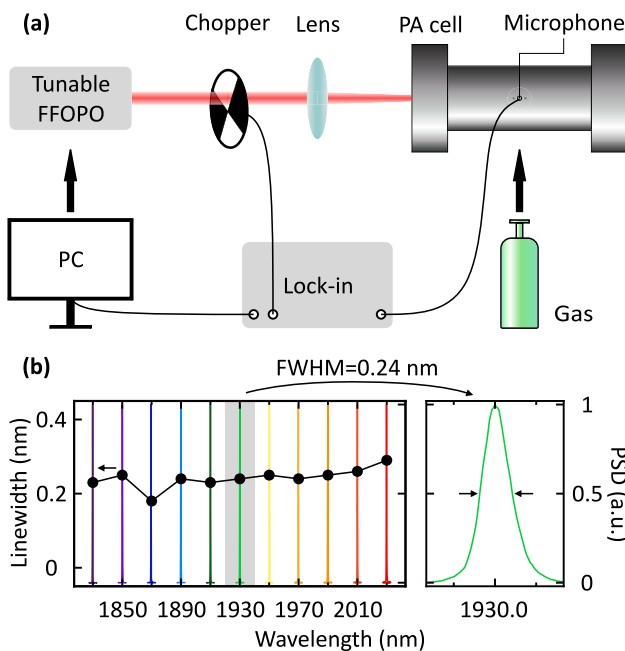 (a)
Chopper
Lens
PA cell
Microphone
Tunable
FFOPO
PC
Lock-in
Gas
(b)
FWHM=0.24 nm
Linewidth (nm)
0.4
0.2
0
1850 1890 1930 1970 2010
Wavelength (nm)
1930.0
1
0.5
0
PSD (a.u.)